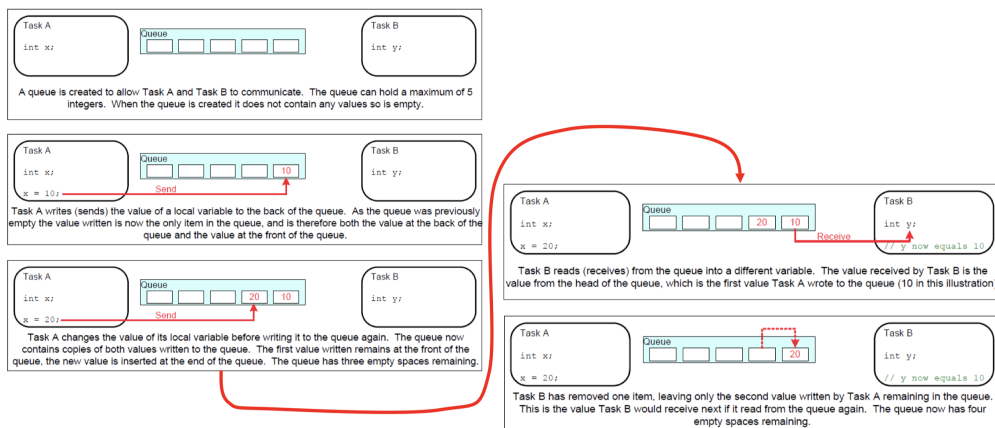 Task A
Queue
Task B
int x;
int y;
A queue is created to allow Task A and Task B to communicate. The queue can hold a maximum of 5
integers. When the queue is created it does not contain any values so is empty.
Task A
Queue
Task B
int x;
10
int y;
x = 10;
Send
Task A writes (sends) the value of a local variable to the back of the queue. As the queue was previously
empty the value written is now the only item in the queue, and is therefore both the value at the back of the
queue and the value at the front of the queue.
Task A
Queue
Task B
int x;
20
10
int y;
x = 20;
Send
Task A changes the value of its local variable before writing it to the queue again. The queue now
contains copies of both values written to the queue. The first value written remains at the front of the
queue, the new value is inserted at the end of the queue. The queue has three empty spaces remaining.
Task A
Queue
Task B
int x;
20
10
int y;
Receive
x = 20;
// y now equals 10
Task B reads (receives) from the queue into a different variable. The value received by Task B is the
value from the head of the queue, which is the first value Task A wrote to the queue (10 in this illustration)
Task A
Queue
Task B
int x;
20
int y;
x = 20;
// y now equals 10
Task B has removed one item, leaving only the second value written by Task A remaining in the queue.
This is the value Task B would receive next if it read from the queue again. The queue now has four
empty spaces remaining.